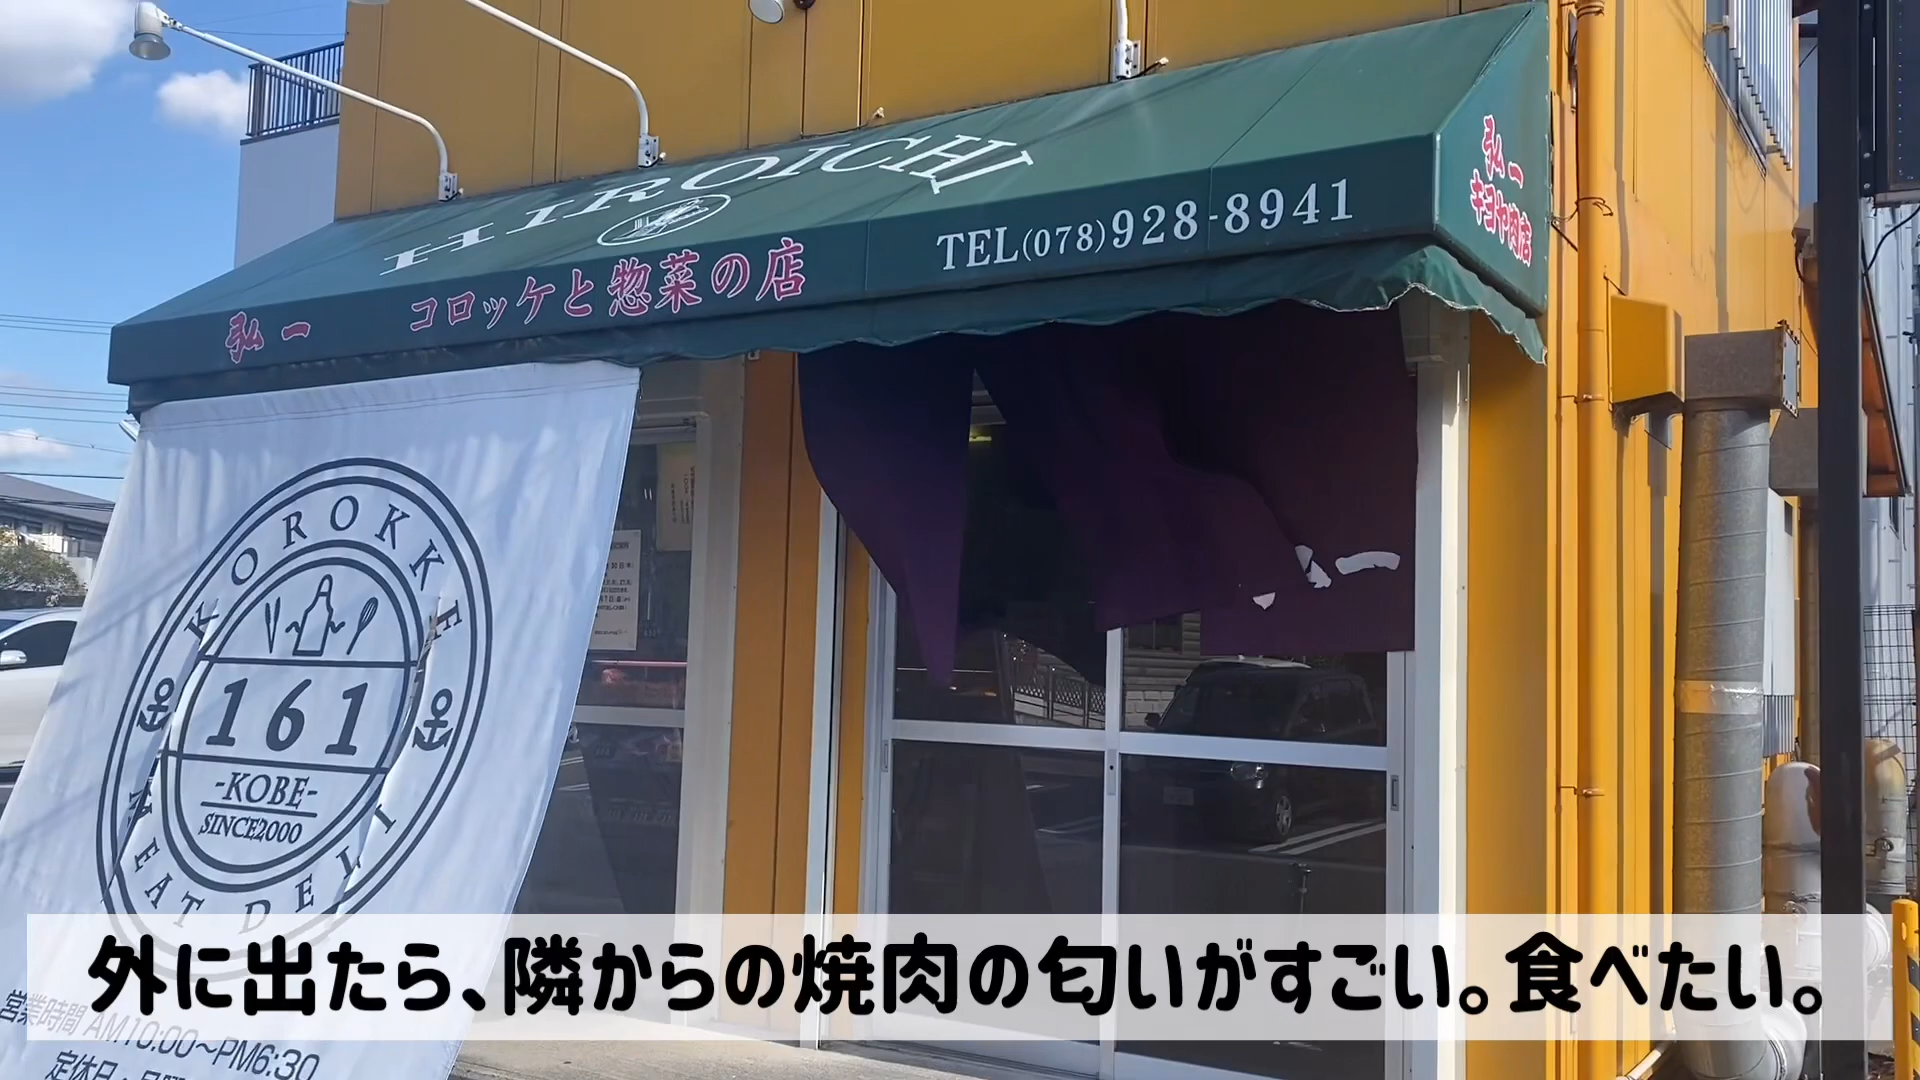 HIROICHI
弘一 コロッケと惣菜の店
TEL(078)928-8941
弘一
キヨヤ肉店
KOROKKE
161
-KOBE-
SINCE2000
MEAT DELI
営業時間 AM10:00〜PM6:30
定休日
一
外に出たら、隣からの焼肉の匂いがすごい。食べたい。